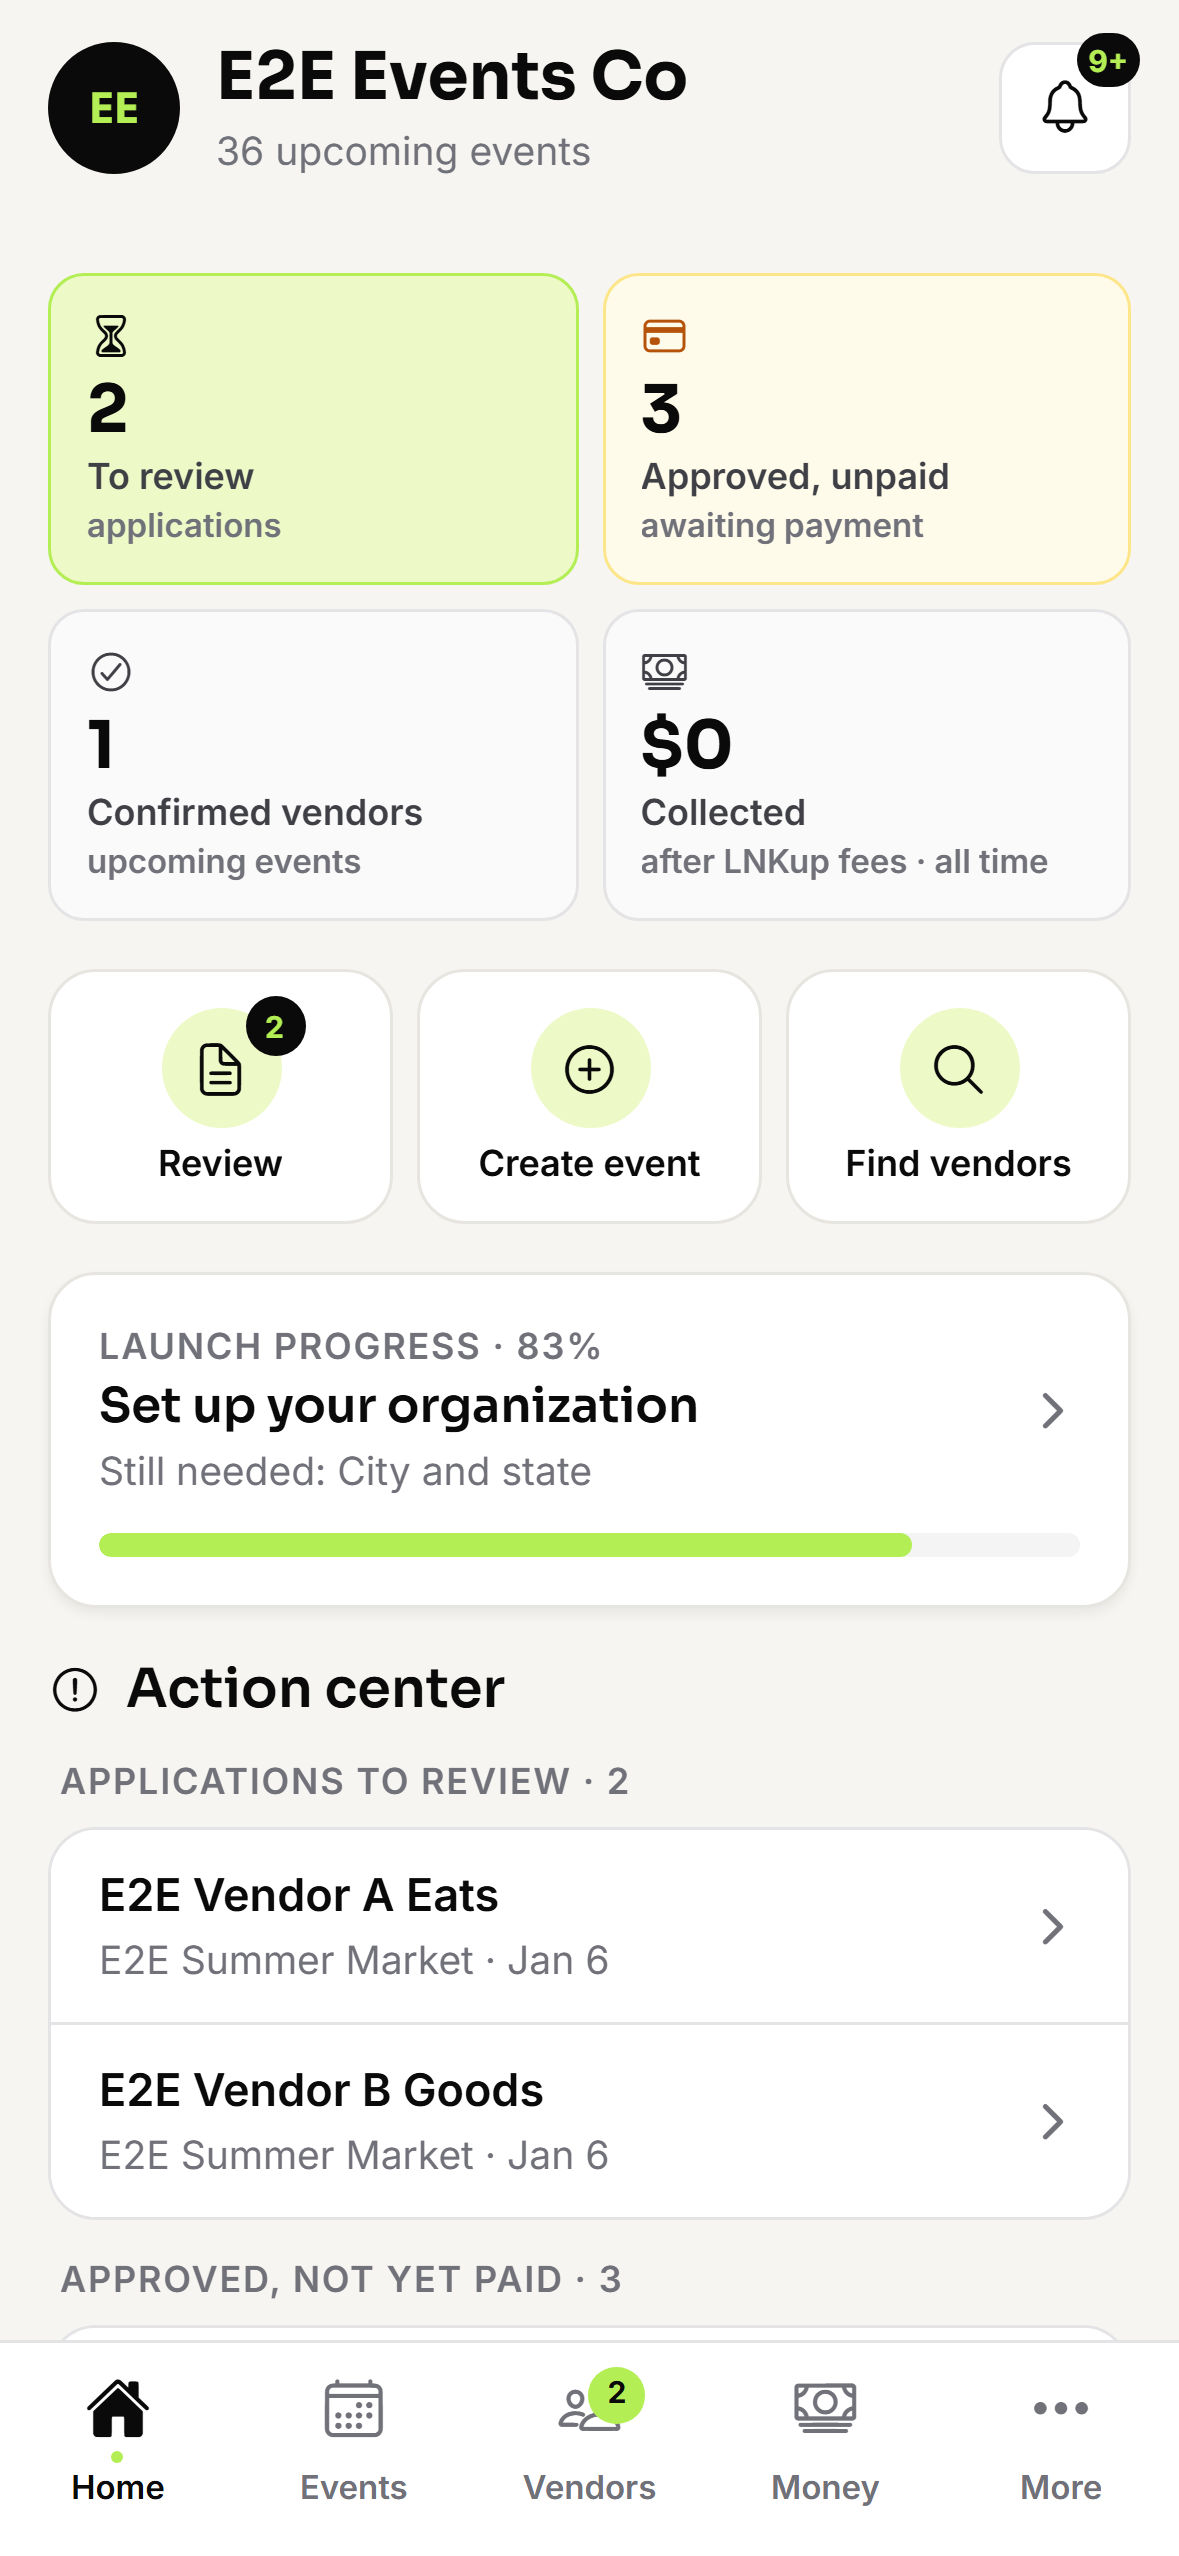 EE
E2E Events Co
36 upcoming events
9+
2
To review
applications
3
Approved, unpaid
awaiting payment
1
Confirmed vendors
upcoming events
$0
Collected
after LNKup fees · all time
2
Review
Create event
Find vendors
LAUNCH PROGRESS · 83%
Set up your organization
Still needed: City and state
Action center
APPLICATIONS TO REVIEW · 2
E2E Vendor A Eats
E2E Summer Market · Jan 6
E2E Vendor B Goods
E2E Summer Market · Jan 6
APPROVED, NOT YET PAID · 3
2
Home
Events
Vendors
Money
More